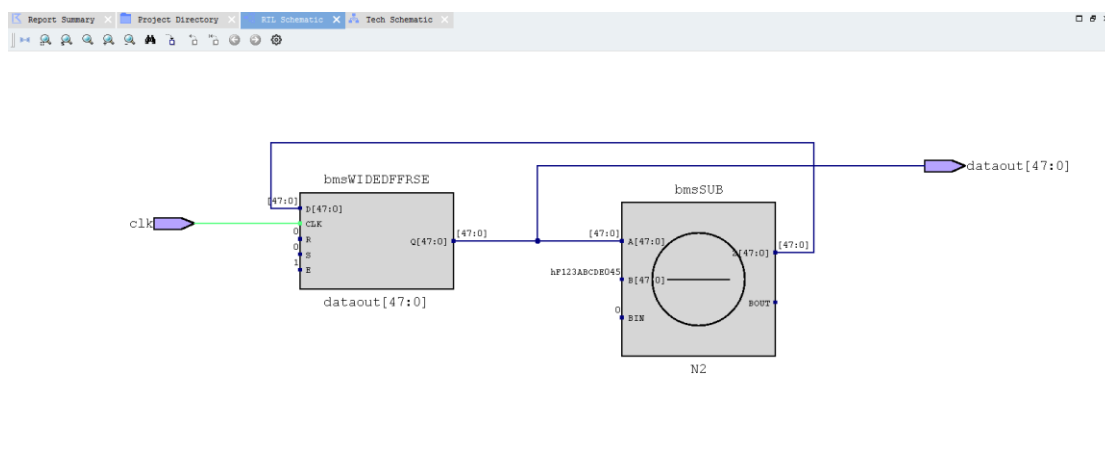 Report Summary Project Directory RTL Schematic Tech Schematic
bmsWIDEDFFRSE
bmsSUB
dataout[47:0]
[47:0]
D[47:0]
clk
CLK
0
R
0
S
1
E
Q[47:0]
[47:0]
dataout[47:0]
[47:0]
A[47:0]
hF123ABCDE045
B[47:0]
0
BIN
[47:0]
BOUT
N2